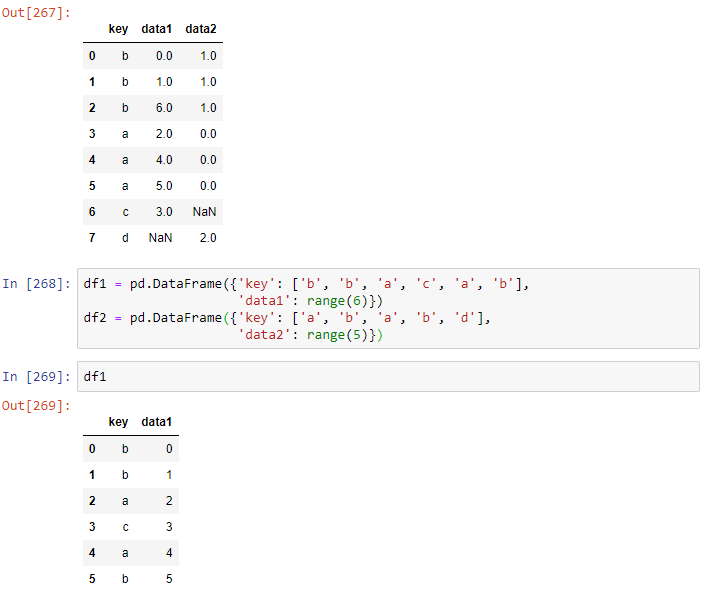 Out[267]:
key data1 data2
0 b 0.0 1.0
1 b 1.0 1.0
2 b 6.0 1.0
3 a 2.0 0.0
4 a 4.0 0.0
5 a 5.0 0.0
6 c 3.0 NaN
7 d NaN 2.0
In [268]: df1 = pd.DataFrame({'key': ['b', 'b', 'a', 'c', 'a', 'b'],
'data1': range(6)})
df2 = pd.DataFrame({'key': ['a', 'b', 'a', 'b', 'd'],
'data2': range(5)})
In [269]: df1
Out[269]:
key data1
0 b 0
1 b 1
2 a 2
3 c 3
4 a 4
5 b 5